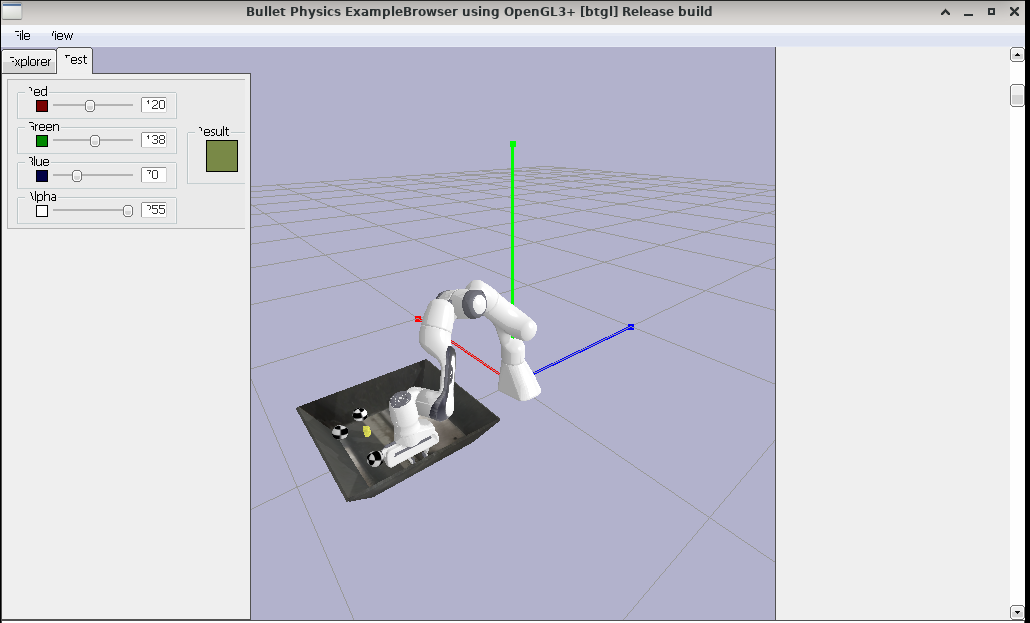 Bullet Physics ExampleBrowser using OpenGL3+ [btgl] Release build
File View
Explorer Test
Red
120
Green
138
Result
Blue
70
Alpha
255